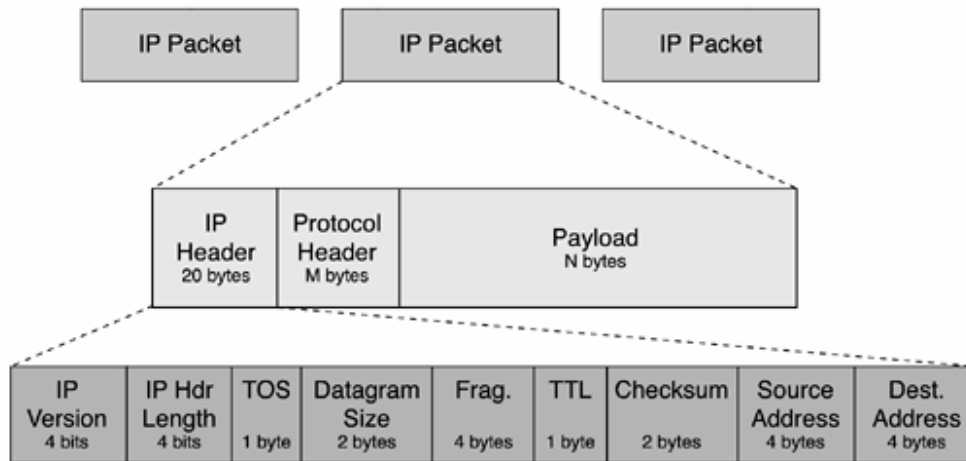 IP Packet
IP Packet
IP Packet
IP
Header
20 bytes
Protocol
Header
M bytes
Payload
N bytes
IP
Version
4 bits
IP Hdr
Length
4 bits
TOS
1 byte
Datagram
Size
2 bytes
Frag.
4 bytes
TTL
1 byte
Checksum
2 bytes
Source
Address
4 bytes
Dest.
Address
4 bytes